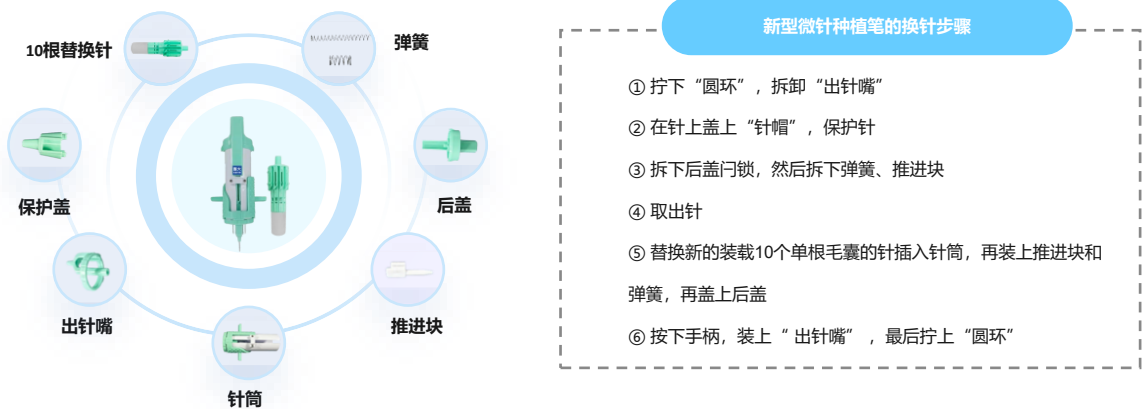 10根替换针
弹簧
保护盖
后盖
出针嘴
推进块
针筒
新型微针种植笔的换针步骤
① 拧下“圆环”，拆卸“出针嘴”
② 在针上盖上“针帽”，保护针
③ 拆下后盖闩锁，然后拆下弹簧、推进块
④ 取出针
⑤ 替换新的装载10个单根毛囊的针插入针筒，再装上推进块和
弹簧，再盖上后盖
⑥ 按下手柄，装上“ 出针嘴” ，最后拧上“圆环”